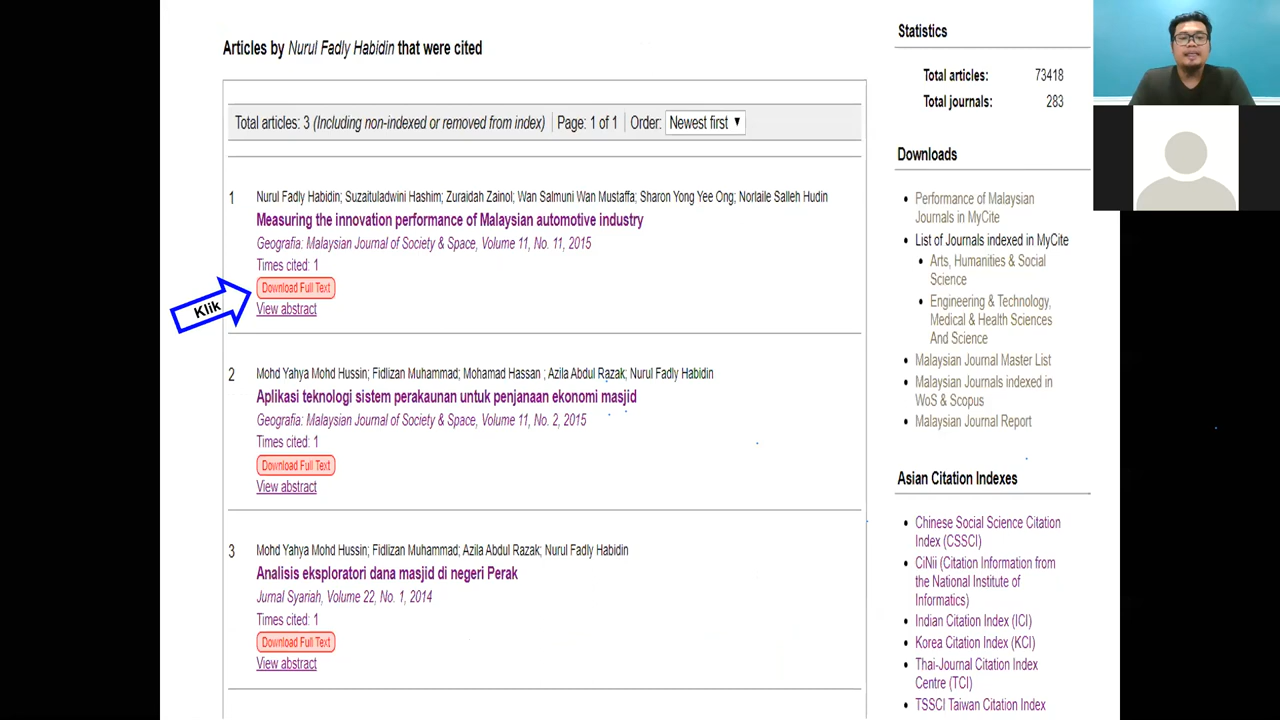 Articles by Nurul Fadly Habidin that were cited
Total articles: 3 (Including non-indexed or removed from index) Page: 1 of 1 Order: Newest first
1
Nurul Fadly Habidin; Suzaituladwini Hashim; Zuraidah Zainol; Wan Salmuni Wan Mustaffa; Sharon Yong Yee Ong; Norlaile Salleh Hudin
Measuring the innovation performance of Malaysian automotive industry
Geografia: Malaysian Journal of Society & Space, Volume 11, No. 11, 2015
Times cited: 1
Download Full Text
Klik
View abstract
2
Mohd Yahya Mohd Hussin; Fidlizan Muhammad; Mohamad Hassan ; Azila Abdul Razak; Nurul Fadly Habidin
Aplikasi teknologi sistem perakaunan untuk penjanaan ekonomi masjid
Geografia: Malaysian Journal of Society & Space, Volume 11, No. 2, 2015
Times cited: 1
Download Full Text
View abstract
3
Mohd Yahya Mohd Hussin; Fidlizan Muhammad; Azila Abdul Razak; Nurul Fadly Habidin
Analisis eksploratori dana masjid di negeri Perak
Jurnal Syariah, Volume 22, No. 1, 2014
Times cited: 1
Download Full Text
View abstract
Statistics
Total articles: 73418
Total journals: 283
Downloads
Performance of Malaysian
Journals in MyCite
List of Journals indexed in MyCite
Arts, Humanities & Social
Science
Engineering & Technology,
Medical & Health Sciences
And Science
Malaysian Journal Master List
Malaysian Journals indexed in
WoS & Scopus
Malaysian Journal Report
Asian Citation Indexes
Chinese Social Science Citation
Index (CSSCI)
CiNii (Citation Information from
the National Institute of
Informatics)
Indian Citation Index (ICI)
Korea Citation Index (KCI)
Thai-Journal Citation Index
Centre (TCI)
TSSCI Taiwan Citation Index